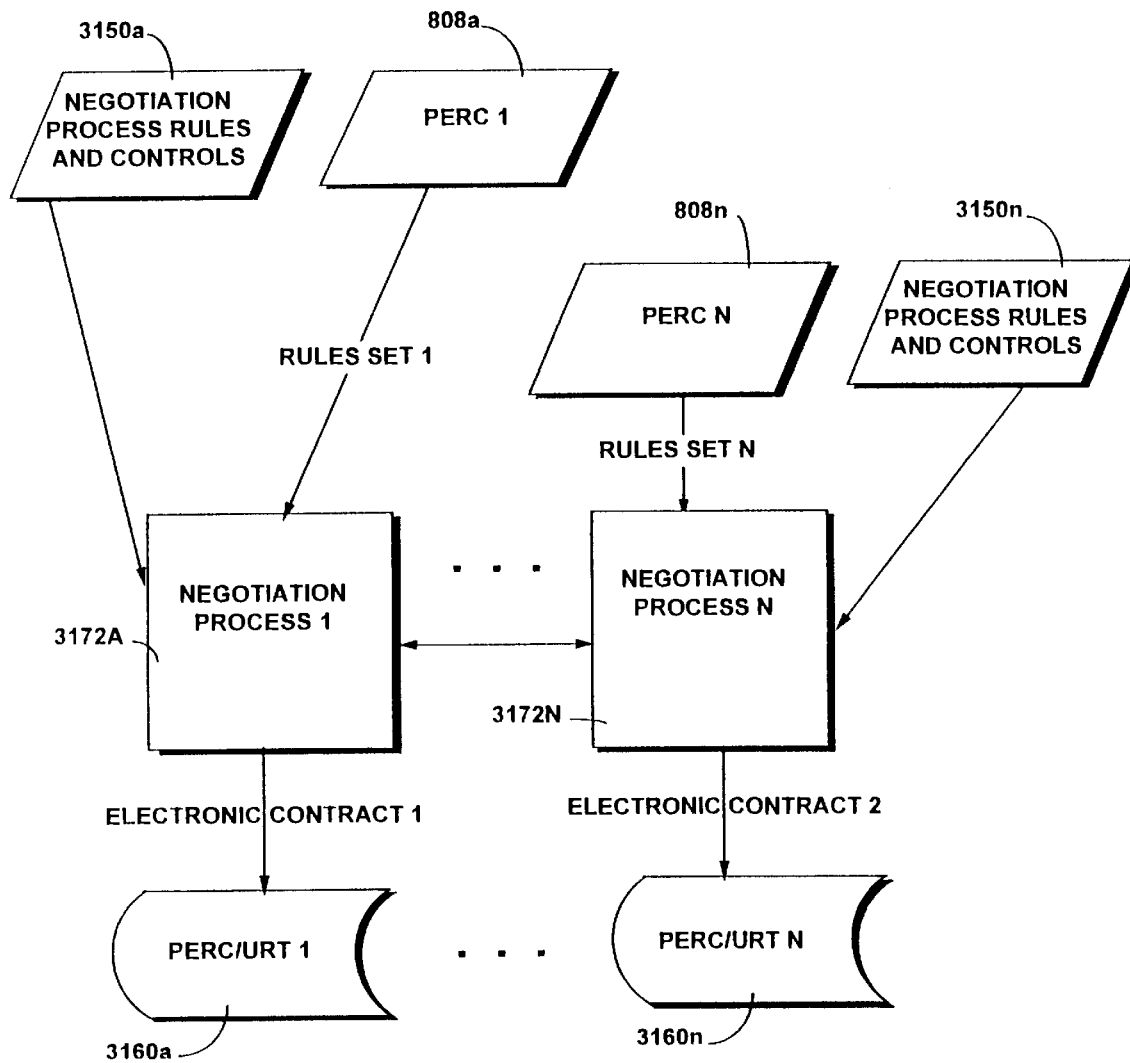 3150a
808a
NEGOTIATION
PROCESS RULES
AND CONTROLS
PERC 1
808n
3150n
PERC N
NEGOTIATION
PROCESS RULES
AND CONTROLS
RULES SET 1
RULES SET N
NEGOTIATION
PROCESS 1
. . .
NEGOTIATION
PROCESS N
3172A
3172N
ELECTRONIC CONTRACT 1
ELECTRONIC CONTRACT 2
PERC/URT 1
. . .
PERC/URT N
3160a
3160n